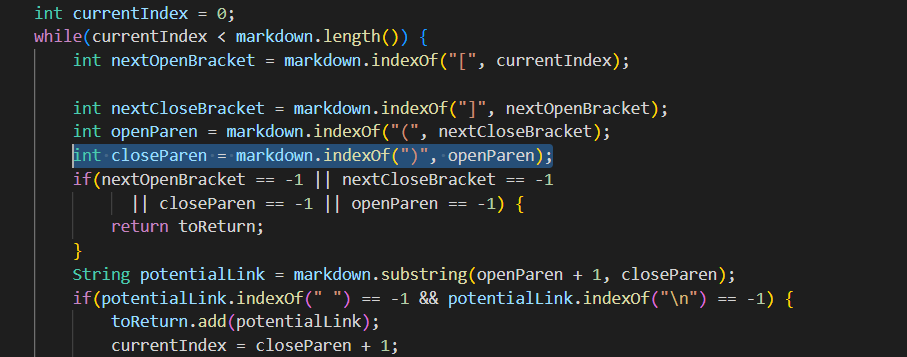 int currentIndex = 0;
while(currentIndex < markdown.length()) {
int nextOpenBracket = markdown.indexOf("[", currentIndex);
int nextCloseBracket = markdown.indexOf("]", nextOpenBracket);
int openParen = markdown.indexOf("(", nextCloseBracket);
int closeParen = markdown.indexOf(")", openParen);
if(nextOpenBracket == -1 || nextCloseBracket == -1
|| closeParen == -1 || openParen == -1) {
return toReturn;
}
String potentialLink = markdown.substring(openParen + 1, closeParen);
if(potentialLink.indexOf(" ") == -1 && potentialLink.indexOf("\n") == -1) {
toReturn.add(potentialLink);
currentIndex = closeParen + 1;